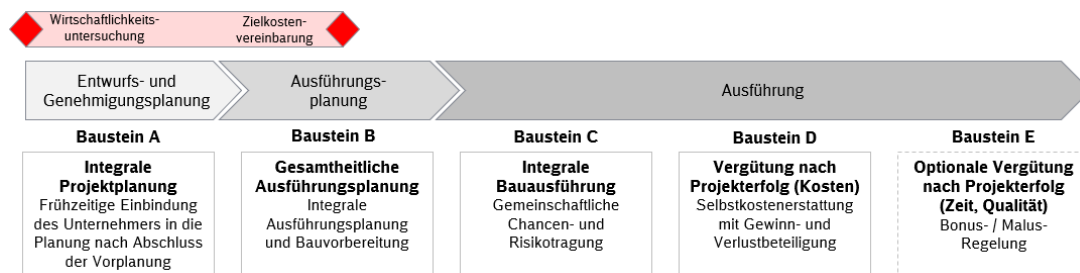 Wirtschaftlichkeits-
untersuchung
Zielkosten-
vereinbarung
Entwurfs- und
Genehmigungsplanung
Ausführungs-
planung
Ausführung
Baustein A
Integrale
Projektplanung
Frühzeitige Einbindung
des Unternehmers in die
Planung nach Abschluss
der Vorplanung
Baustein B
Gesamtheitliche
Ausführungsplanung
Integrale
Ausführungsplanung
und Bauvorbereitung
Baustein C
Integrale
Bauausführung
Gemeinschaftliche
Chancen- und
Risikotragung
Baustein D
Vergütung nach
Projekterfolg (Kosten)
Selbstkostenerstattung
mit Gewinn- und
Verlustbeteiligung
Baustein E
Optionale Vergütung
nach Projekterfolg
(Zeit, Qualität)
Bonus- / Malus-
Regelung